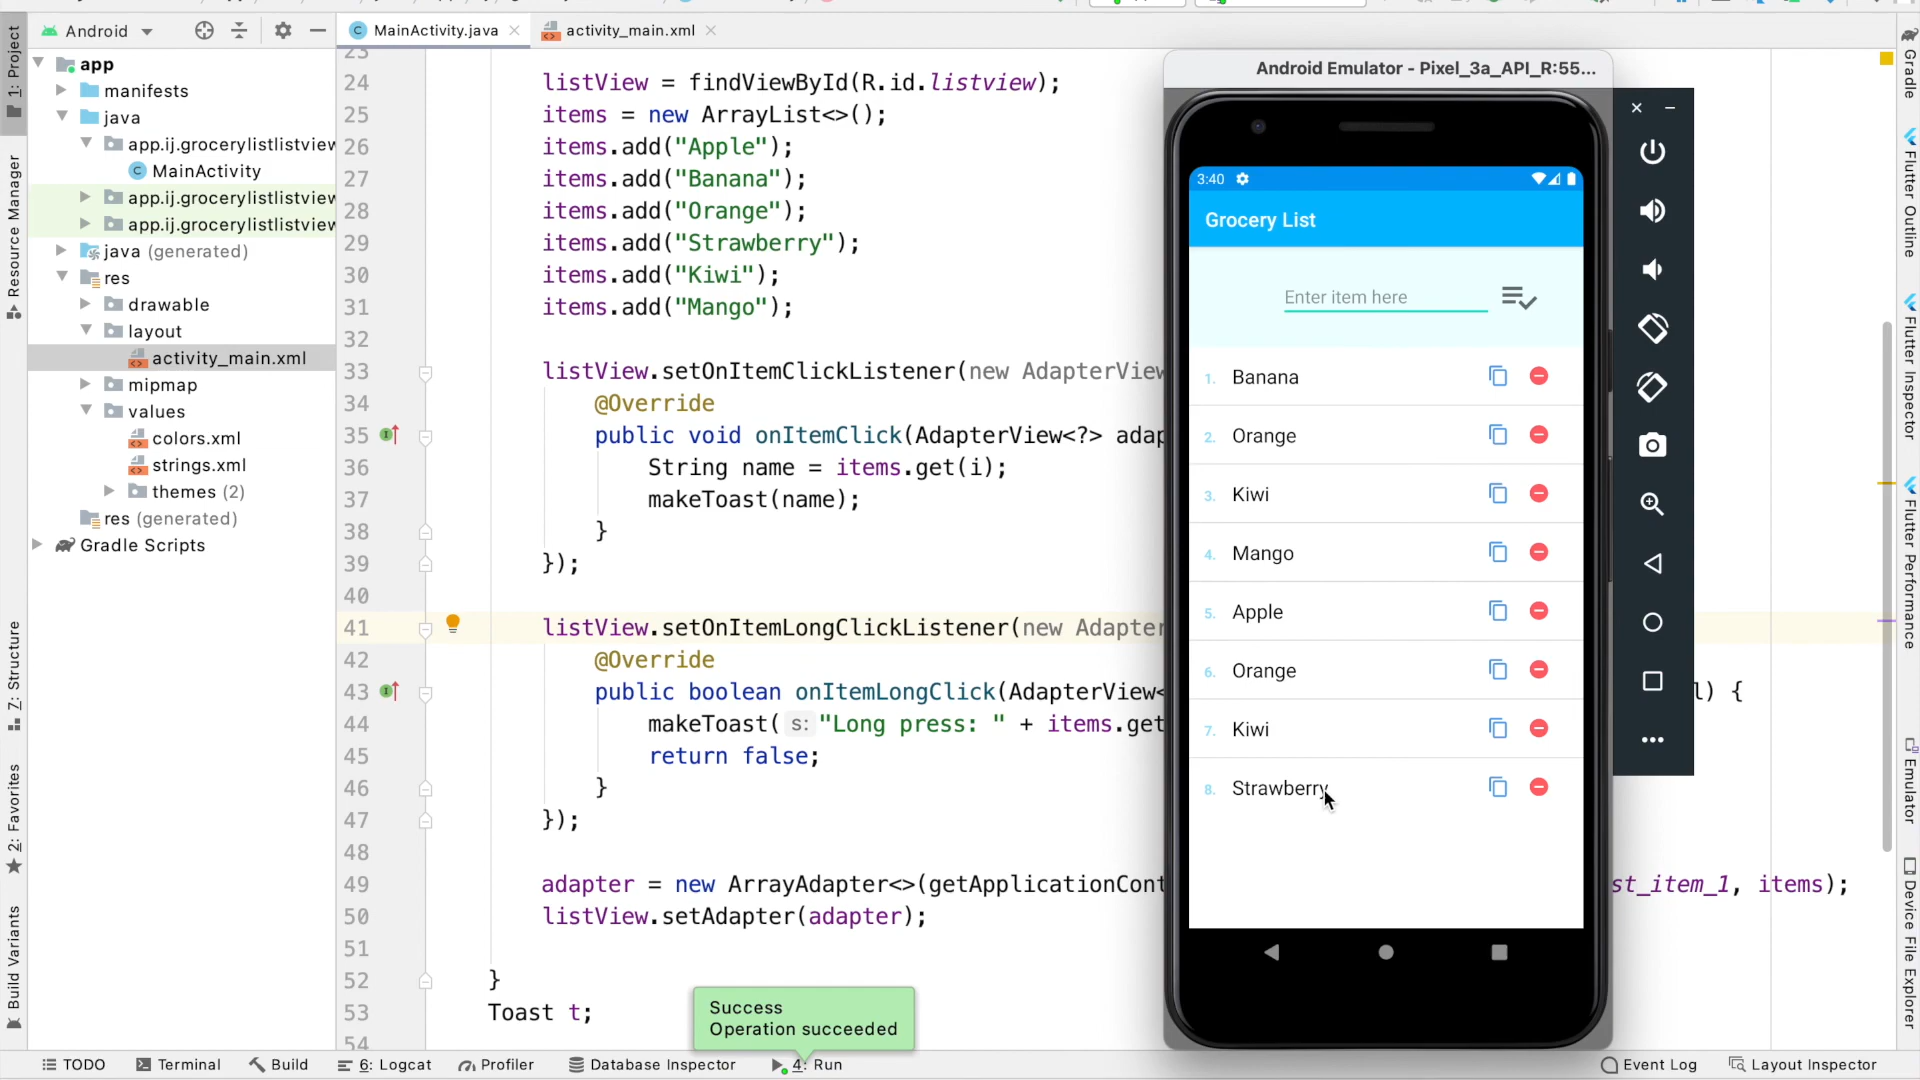 Android
MainActivity.java
activity_main.xml
1: Project
Resource Manager
Z: Structure
2: Favorites
Build Variants
app
manifests
java
app.ij.grocerylistlistview
MainActivity
app.ij.grocerylistlistview
app.ij.grocerylistlistview
java (generated)
res
drawable
layout
activity_main.xml
mipmap
values
colors.xml
strings.xml
themes (2)
res (generated)
Gradle Scripts
23
24 listView = findViewById(R.id.listview);
25 items = new ArrayList<>();
26 items.add("Apple");
27 items.add("Banana");
28 items.add("Orange");
29 items.add("Strawberry");
30 items.add("Kiwi");
31 items.add("Mango");
32
33 listView.setOnItemClickListener(new AdapterView
34 @Override
35 public void onItemClick(AdapterView<?> adap
36 String name = items.get(i);
37 makeToast(name);
38 }
39 });
40
41 listView.setOnItemLongClickListener(new Adapter
42 @Override
43 public boolean onItemLongClick(AdapterView< l) {
44 makeToast( s: "Long press: " + items.get
45 return false;
46 }
47 });
48
49 adapter = new ArrayAdapter<>(getApplicationCont st_item_1, items);
50 listView.setAdapter(adapter);
51
52 }
53 Toast t;
54
Success
Operation succeeded
Android Emulator - Pixel_3a_API_R:55...
3:40
Grocery List
Enter item here
1. Banana
2. Orange
3. Kiwi
4. Mango
5. Apple
6. Orange
7. Kiwi
8. Strawberry
Gradle
Flutter Outline
Flutter Inspector
Flutter Performance
Emulator
Device File Explorer
TODO
Terminal
Build
6: Logcat
Profiler
Database Inspector
4: Run
Event Log
Layout Inspector